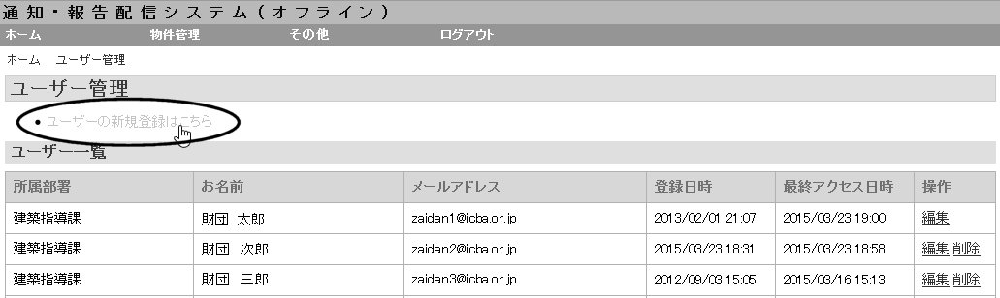 通知・報告配信システム(オフライン)
ホーム 物件管理 その他 ログアウト
ホーム ユーザー管理
ユーザー管理
• ユーザーの新規登録はこちら
ユーザー一覧
所属部署 お名前 メールアドレス 登録日時 最終アクセス日時 操作
建築指導課 財団 太郎 zaidan1@icba.or.jp 2013/02/01 21:07 2015/03/23 19:00 編集
建築指導課 財団 次郎 zaidan2@icba.or.jp 2015/03/23 18:31 2015/03/23 18:58 編集 削除
建築指導課 財団 三郎 zaidan3@icba.or.jp 2012/09/03 15:05 2015/03/16 15:13 編集 削除